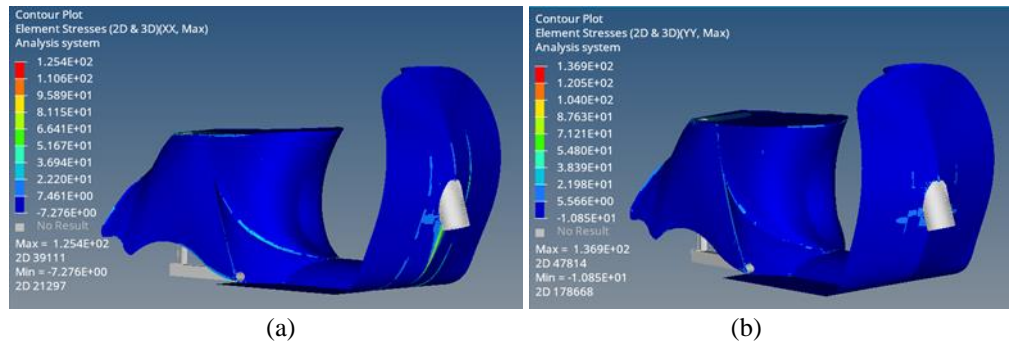 Contour Plot
Element Stresses (2D & 3D)(XX, Max)
Analysis system
1.254E+02
1.106E+02
9.589E+01
8.115E+01
6.641E+01
5.167E+01
3.694E+01
2.220E+01
7.461E+00
-7.276E+00
No Result
Max = 1.254E+02
2D 39111
Min = -7.276E+00
2D 21297
(a)
Contour Plot
Element Stresses (2D & 3D)(YY, Max)
Analysis system
1.369E+02
1.205E+02
1.040E+02
8.763E+01
7.121E+01
5.480E+01
3.839E+01
2.198E+01
5.566E+00
-1.085E+01
No Result
Max = 1.369E+02
2D 47814
Min = -1.085E+01
2D 178668
(b)